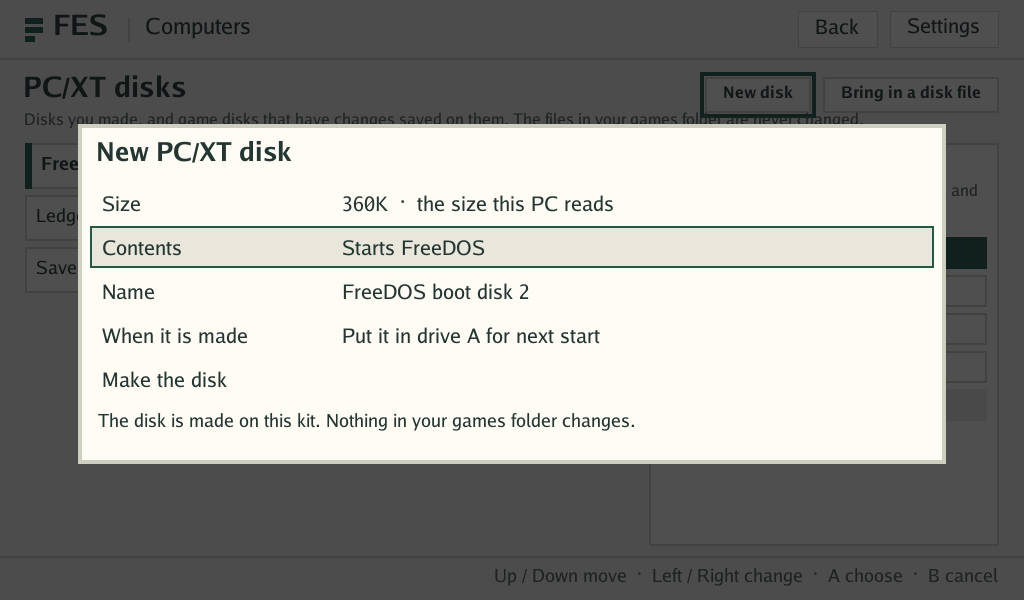 FES Computers Back Settings
PC/XT disks New disk Bring in a disk file
Disks you made, and game disks that have changes saved on them. The files in your games folder are never changed.
New PC/XT disk
Free
and
Size 360K · the size this PC reads
Contents Starts FreeDOS
Save
Name FreeDOS boot disk 2
When it is made Put it in drive A for next start
Make the disk
The disk is made on this kit. Nothing in your games folder changes.
Up / Down move · Left / Right change · A choose · B cancel